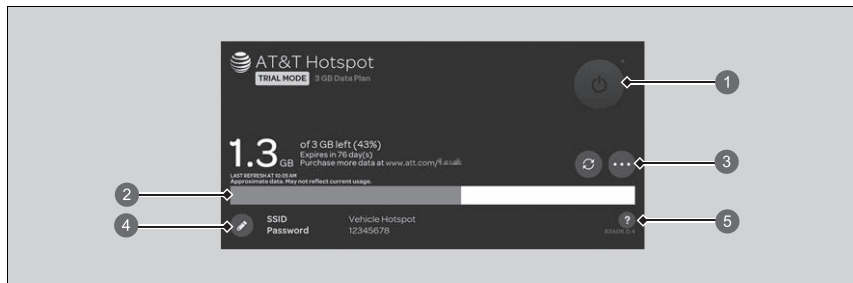 AT&T Hotspot
TRIAL MODE 3 GB Data Plan
1
1.3 GB
of 3 GB left (43%)
Expires in 76 day(s)
Purchase more data at www.att.com/
3
LAST REFRESH AT 10:05 AM
Approximate data. May not reflect current usage.
2
4
SSID Vehicle Hotspot
Password 12345678
?
5